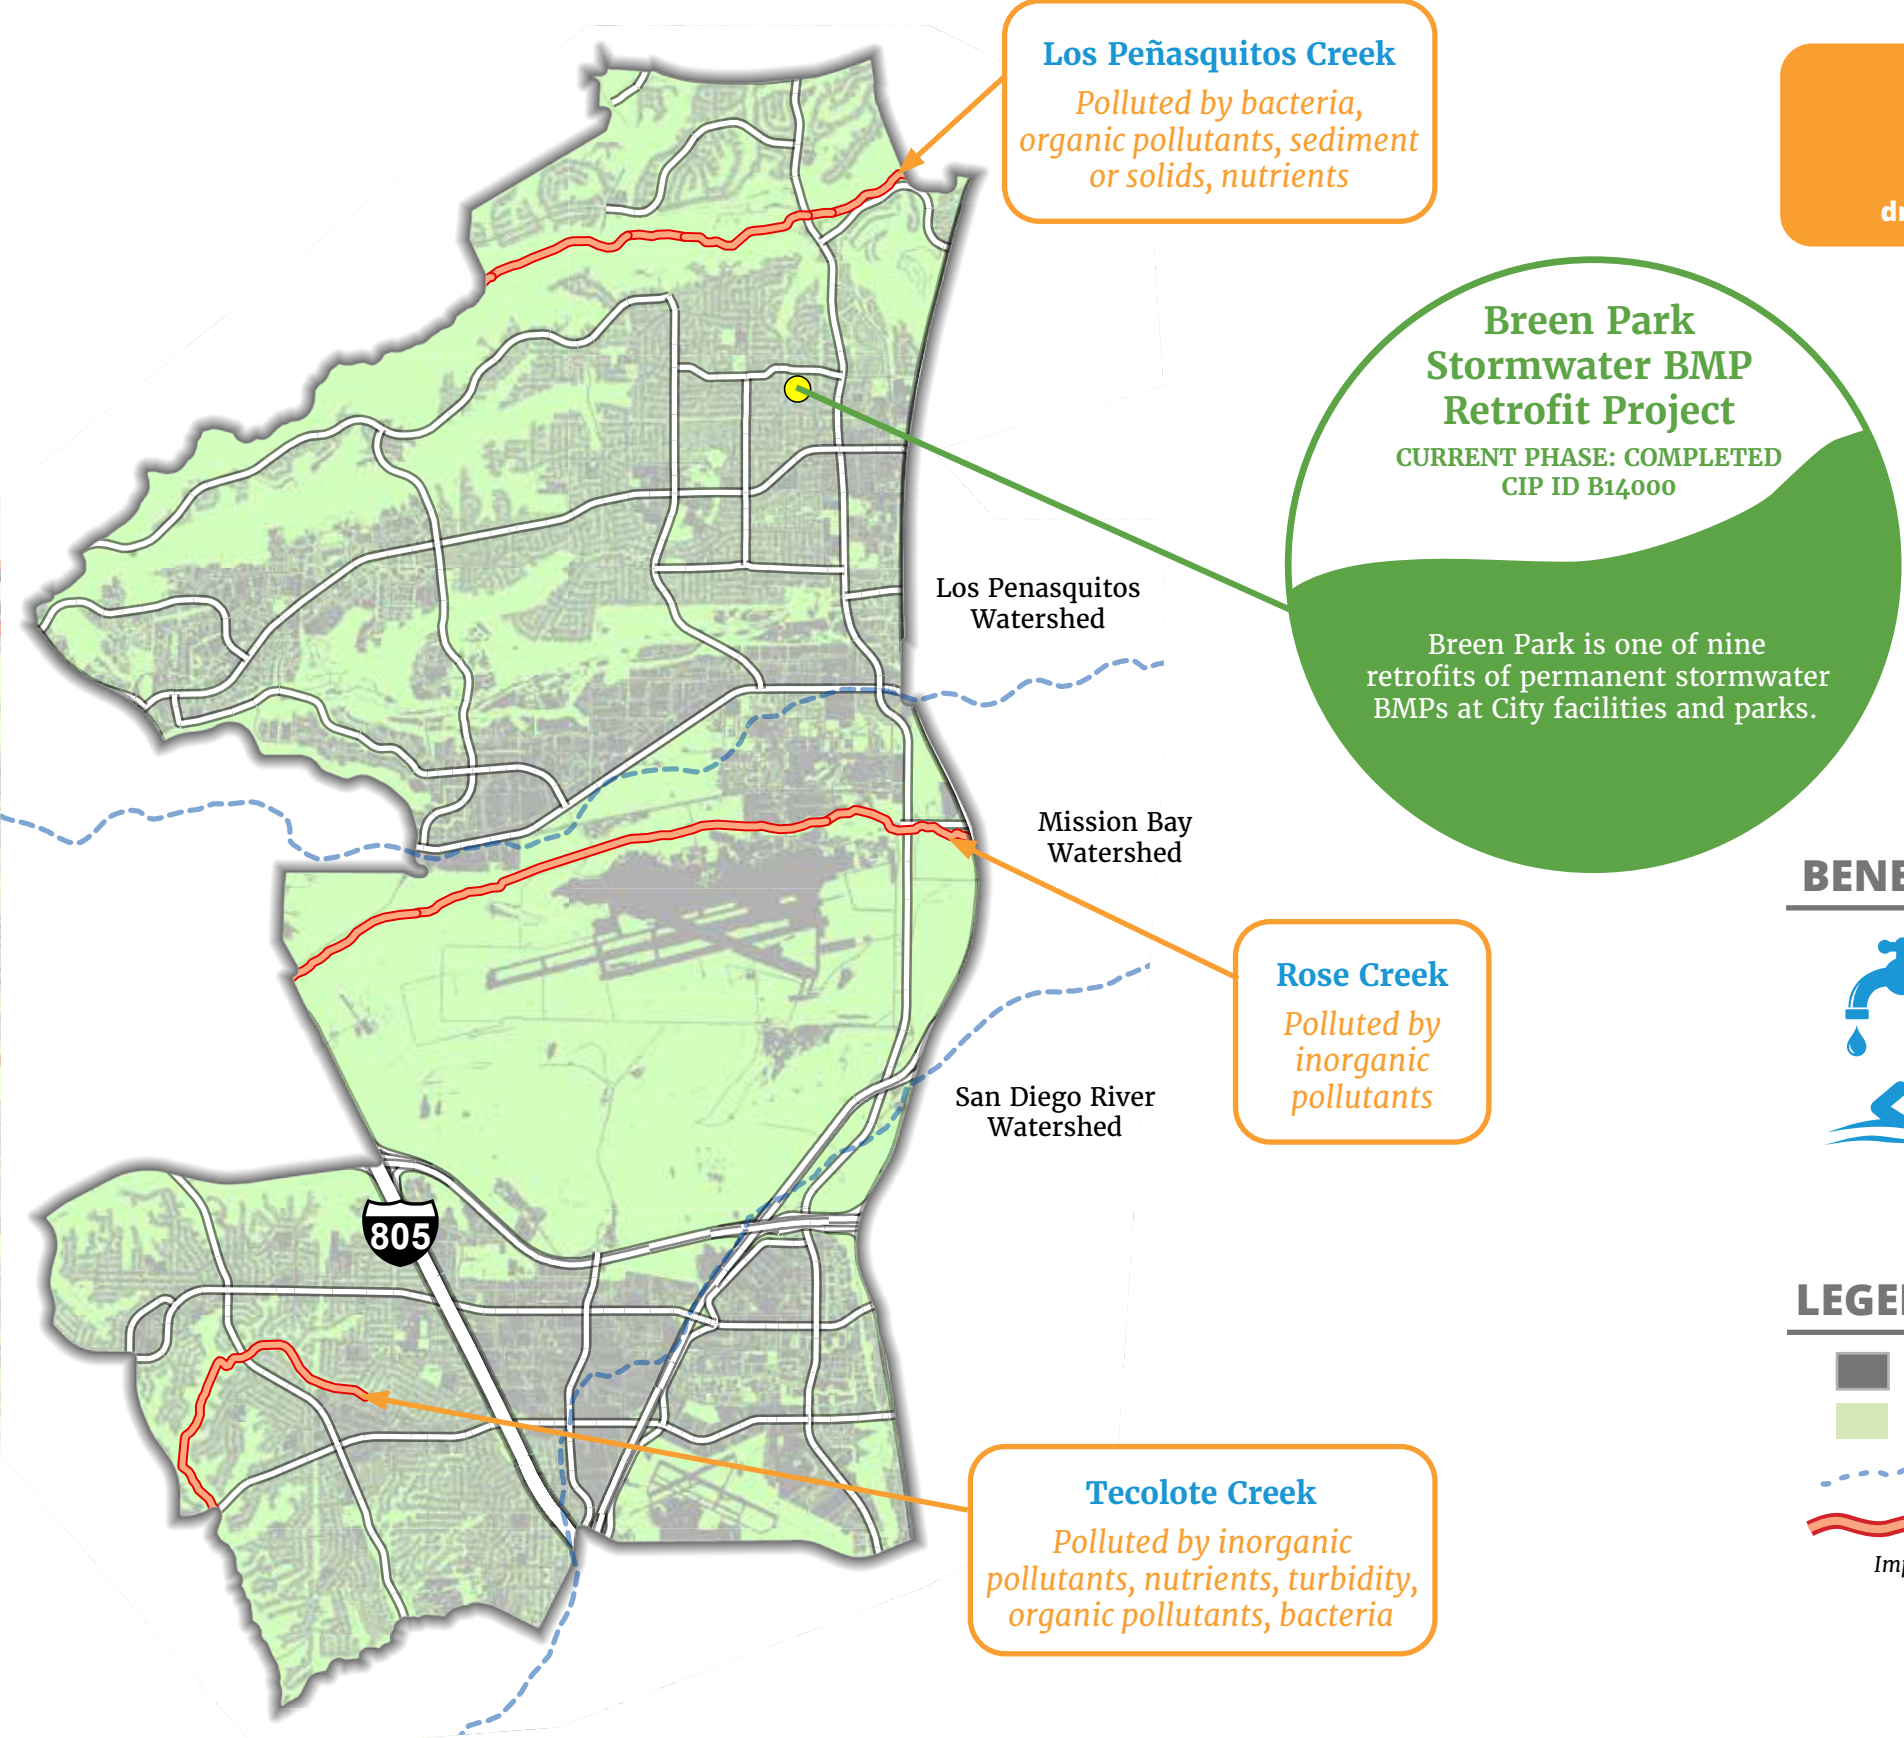 Los Peñasquitos Creek
Polluted by bacteria,
organic pollutants, sediment
or solids, nutrients
Breen Park
Stormwater BMP
Retrofit Project
CURRENT PHASE: COMPLETED
CIP ID B14000
Breen Park is one of nine
retrofits of permanent stormwater
BMPs at City facilities and parks.
Los Penasquitos
Watershed
Mission Bay
Watershed
Rose Creek
Polluted by
inorganic
pollutants
San Diego River
Watershed
805
Tecolote Creek
Polluted by inorganic
pollutants, nutrients, turbidity,
organic pollutants, bacteria